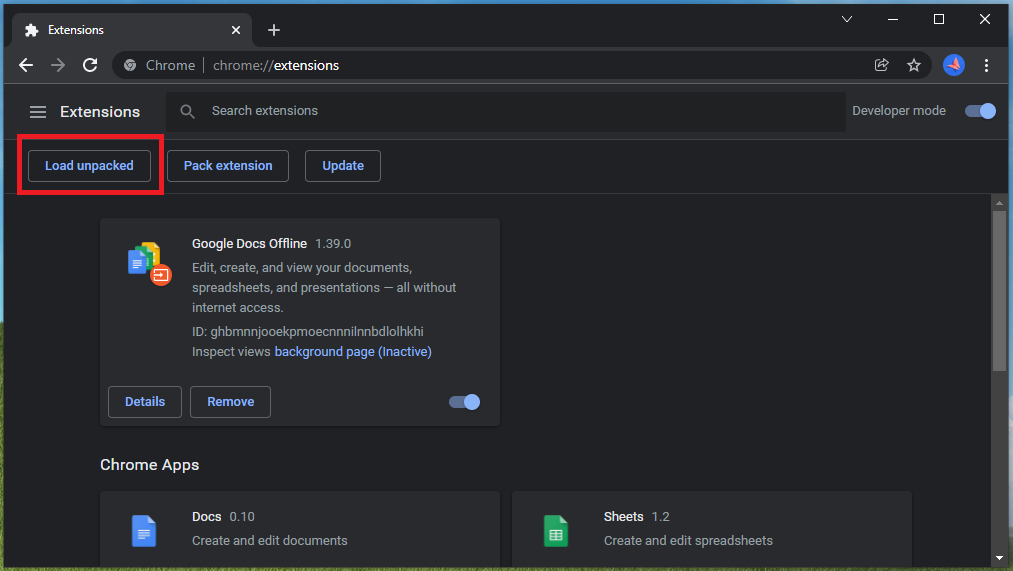 Extensions
Chrome | chrome://extensions
Extensions
Search extensions
Developer mode
Load unpacked
Pack extension
Update
Google Docs Offline 1.39.0
Edit, create, and view your documents,
spreadsheets, and presentations — all without
internet access.
ID: ghbmnnjooekpmoecnnnilnnbdlolhkhi
Inspect views background page (Inactive)
Details
Remove
Chrome Apps
Docs 0.10
Create and edit documents
Sheets 1.2
Create and edit spreadsheets